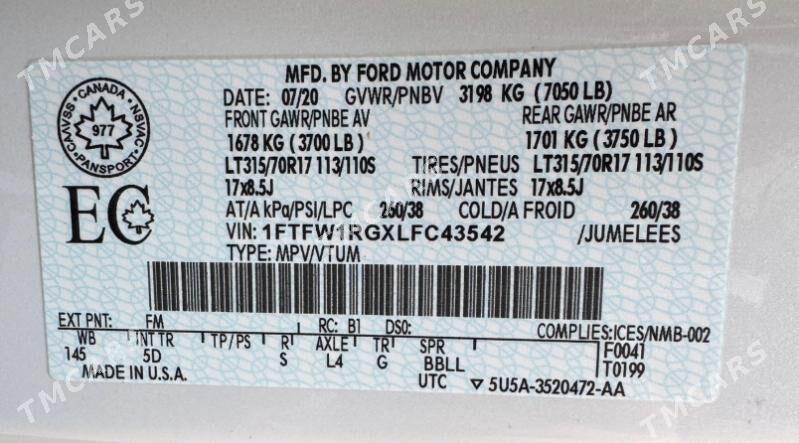 MFD. BY FORD MOTOR COMPANY
DATE: 07/20 GVWR/PNBV 3198 KG (7050 LB)
FRONT GAWR/PNBE AV REAR GAWR/PNBE AR
1678 KG (3700 LB) 1701 KG (3750 LB)
LT315/70R17 113/110S TIRES/PNEUS LT315/70R17 113/110S
17x8.5J RIMS/JANTES 17x8.5J
AT/A kPa/PSI/LPC 260/38 COLD/A FROID 260/38
VIN: 1FTFW1RGXLFC43542 /JUMELEES
TYPE: MPV/VTUM
CANADA
NSVAC
977
CAVVNSV
TRANSPORT
EC
EXT PNT: FM RC: B1 DSO: COMPLIES:ICES/NMB-002
WB INT TR TP/PS R AXLE TR SPR F0041
145 5D S L4 G BBLL T0199
MADE IN U.S.A. UTC ▽ 5U5A-3520472-AA
TMCARS
TMCARS
TMCARS
TMCARS
TMCARS
TMCARS